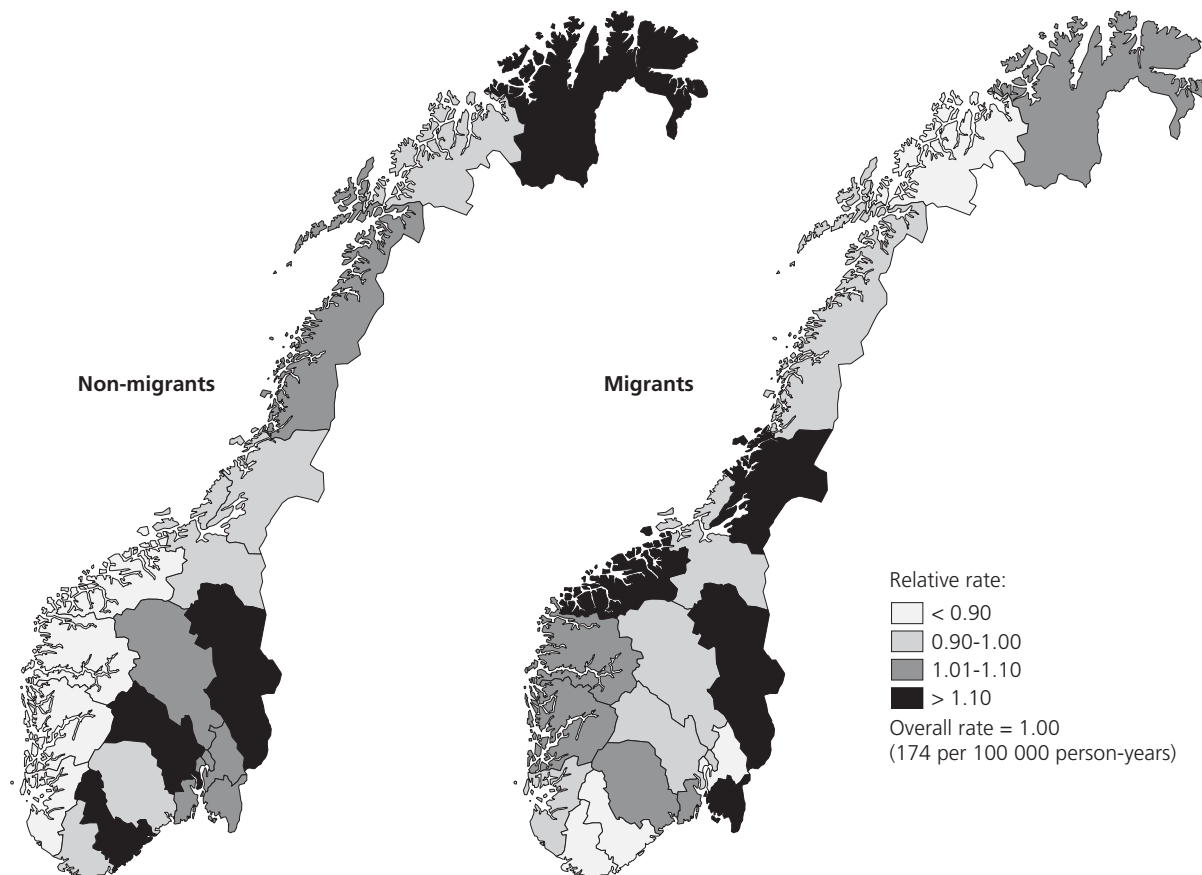 Non-migrants
Migrants
Relative rate:
< 0.90
0.90-1.00
1.01-1.10
> 1.10
Overall rate = 1.00
(174 per 100 000 person-years)